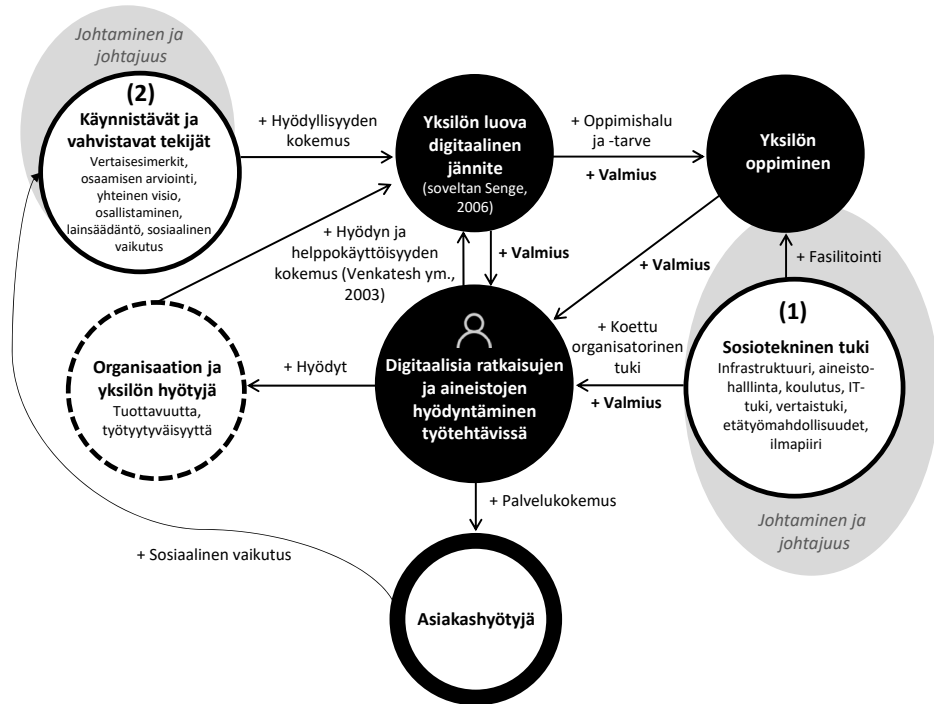 Johtaminen ja
johtajuus
(2)
Käynnistävät ja
vahvistavat tekijät
Vertaisesimerkit,
osaamisen arviointi,
yhteinen visio,
osallistaminen,
lainsäädäntö, sosiaalinen
vaikutus
+ Hyödyllisyyden
kokemus
Yksilön luova
digitaalinen
jännite
(soveltan Senge,
2006)
+ Oppimishalu
ja -tarve
+ Valmius
Yksilön
oppiminen
+ Hyödyn ja
helppokäyttöisyyden
kokemus (Venkatesh ym.,
2003)
+ Valmius
+ Valmius
+ Fasilitointi
(1)
Sosiotekninen tuki
Infrastruktuuri, aineisto-
halllinta, koulutus, IT-
tuki, vertaistuki,
etätyömahdollisuudet,
ilmapiiri
+ Koettu
organisatorinen
tuki
+ Valmius
Digitaalisia ratkaisujen
ja aineistojen
hyödyntäminen
työtehtävissä
+ Hyödyt
Organisaation ja
yksilön hyötyjä
Tuottavuutta,
työtyytyväisyyttä
+ Palvelukokemus
Johtaminen ja
johtajuus
+ Sosiaalinen vaikutus
Asiakashyötyjä